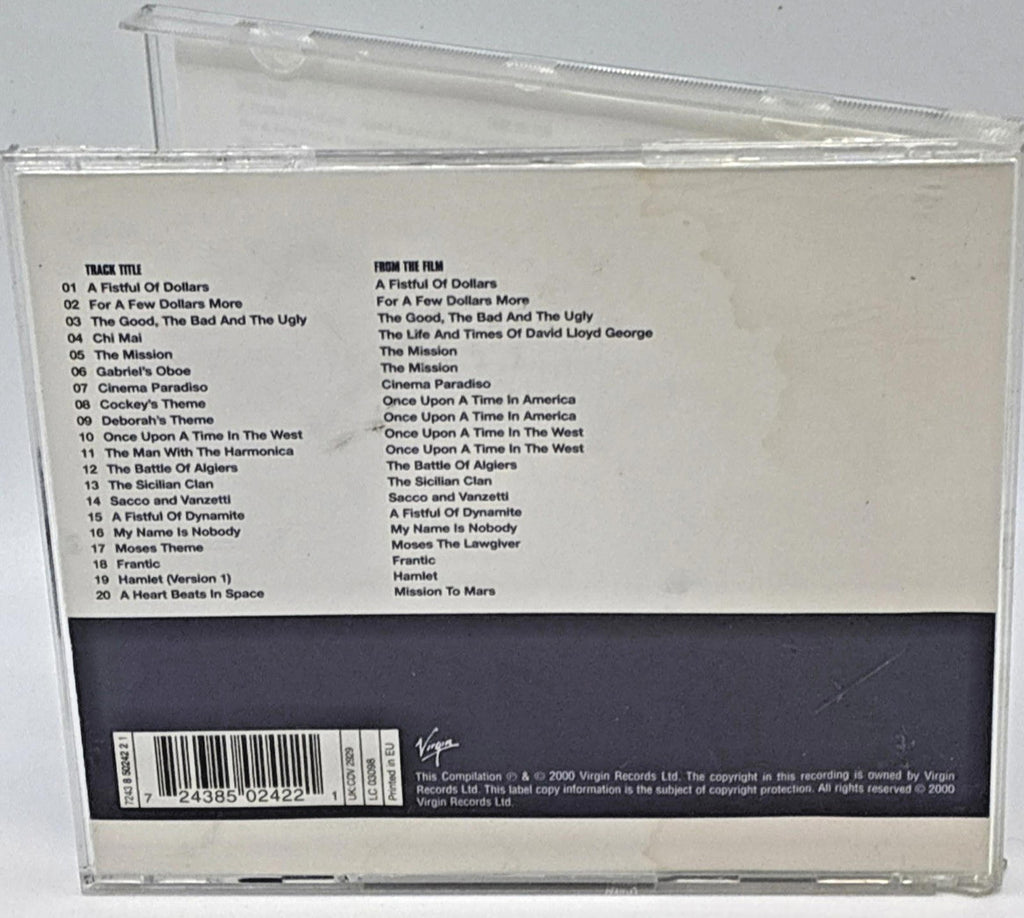 TRACK TITLE FROM THE FILM
01 A Fistful Of Dollars A Fistful Of Dollars
02 For A Few Dollars More For A Few Dollars More
03 The Good, The Bad And The Ugly The Good, The Bad And The Ugly
04 Chi Mai The Life And Times Of David Lloyd George
05 The Mission The Mission
06 Gabriel's Oboe The Mission
07 Cinema Paradiso Cinema Paradiso
08 Cockey's Theme Once Upon A Time In America
09 Deborah's Theme Once Upon A Time In America
10 Once Upon A Time In The West Once Upon A Time In The West
11 The Man With The Harmonica Once Upon A Time In The West
12 The Battle Of Algiers The Battle Of Algiers
13 The Sicilian Clan The Sicilian Clan
14 Sacco and Vanzetti Sacco and Vanzetti
15 A Fistful Of Dynamite A Fistful Of Dynamite
16 My Name Is Nobody My Name Is Nobody
17 Moses Theme Moses The Lawgiver
18 Frantic Frantic
19 Hamlet (Version 1) Hamlet
20 A Heart Beats In Space Mission To Mars
7243 8 50242 2 1
7 24385 02422 1
UK:CDV 2929
LC 03098
Printed in EU
Virgin
This Compilation ℗ & © 2000 Virgin Records Ltd. The copyright in this recording is owned by Virgin
Records Ltd. This label copy information is the subject of copyright protection. All rights reserved © 2000
Virgin Records Ltd.